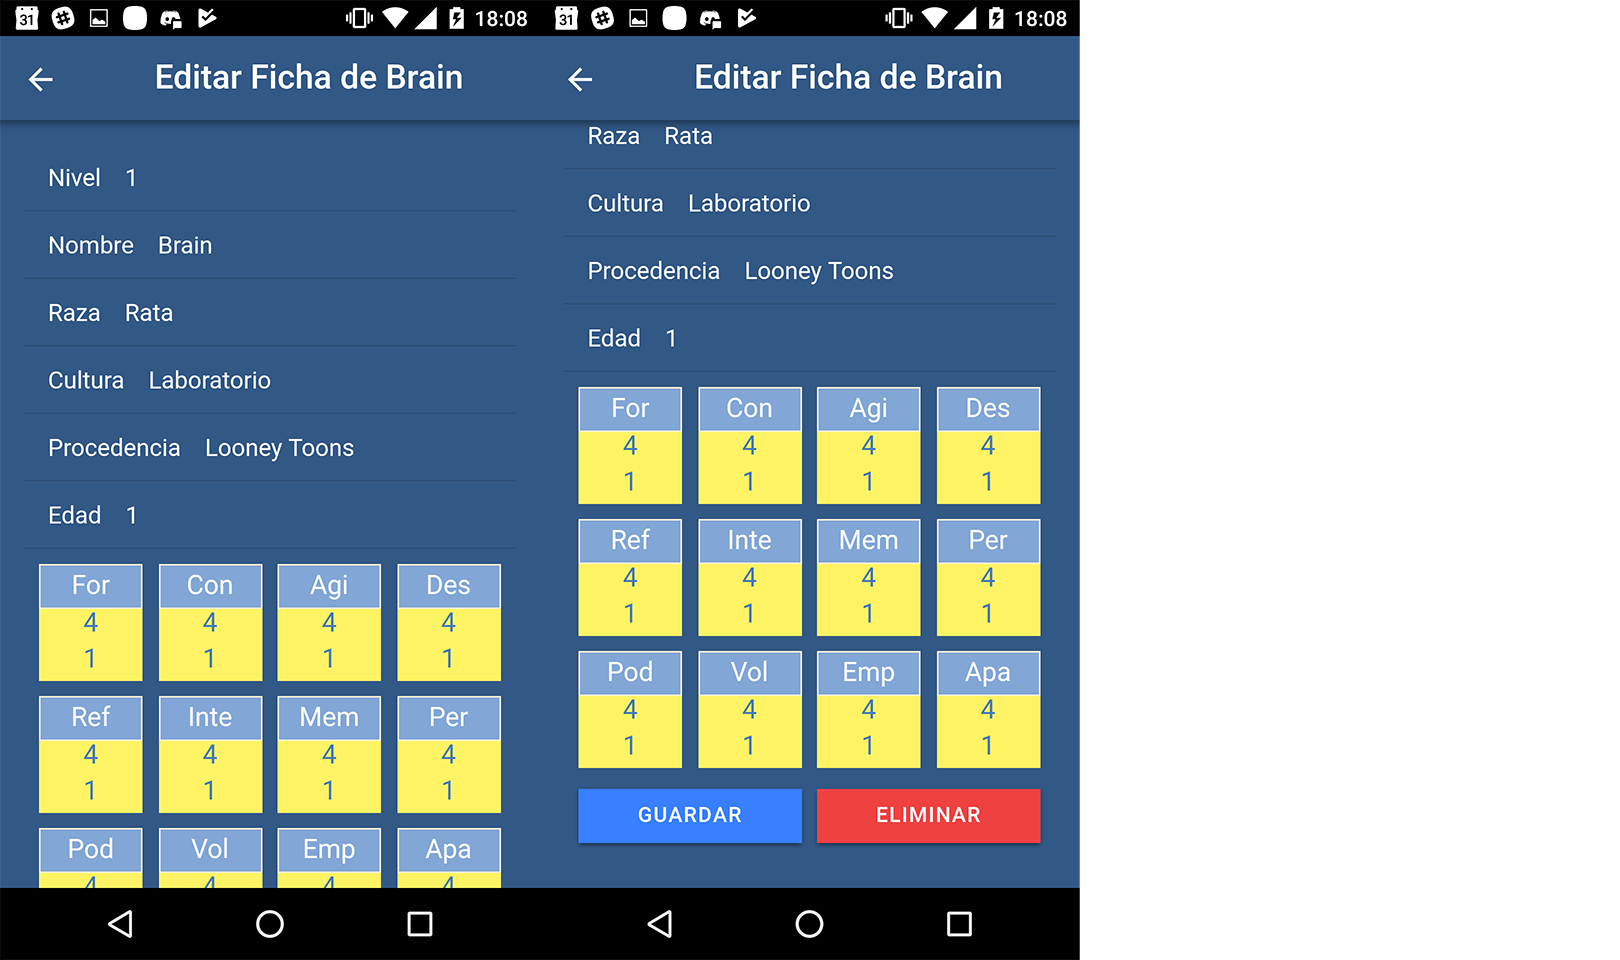 31 18:08
Editar Ficha de Brain
Nivel 1
Nombre Brain
Raza Rata
Cultura Laboratorio
Procedencia Looney Toons
Edad 1
For Con Agi Des
4 4 4 4
1 1 1 1
Ref Inte Mem Per
4 4 4 4
1 1 1 1
Pod Vol Emp Apa
4 4 4 4
31 18:08
Editar Ficha de Brain
Raza Rata
Cultura Laboratorio
Procedencia Looney Toons
Edad 1
For Con Agi Des
4 4 4 4
1 1 1 1
Ref Inte Mem Per
4 4 4 4
1 1 1 1
Pod Vol Emp Apa
4 4 4 4
1 1 1 1
GUARDAR ELIMINAR